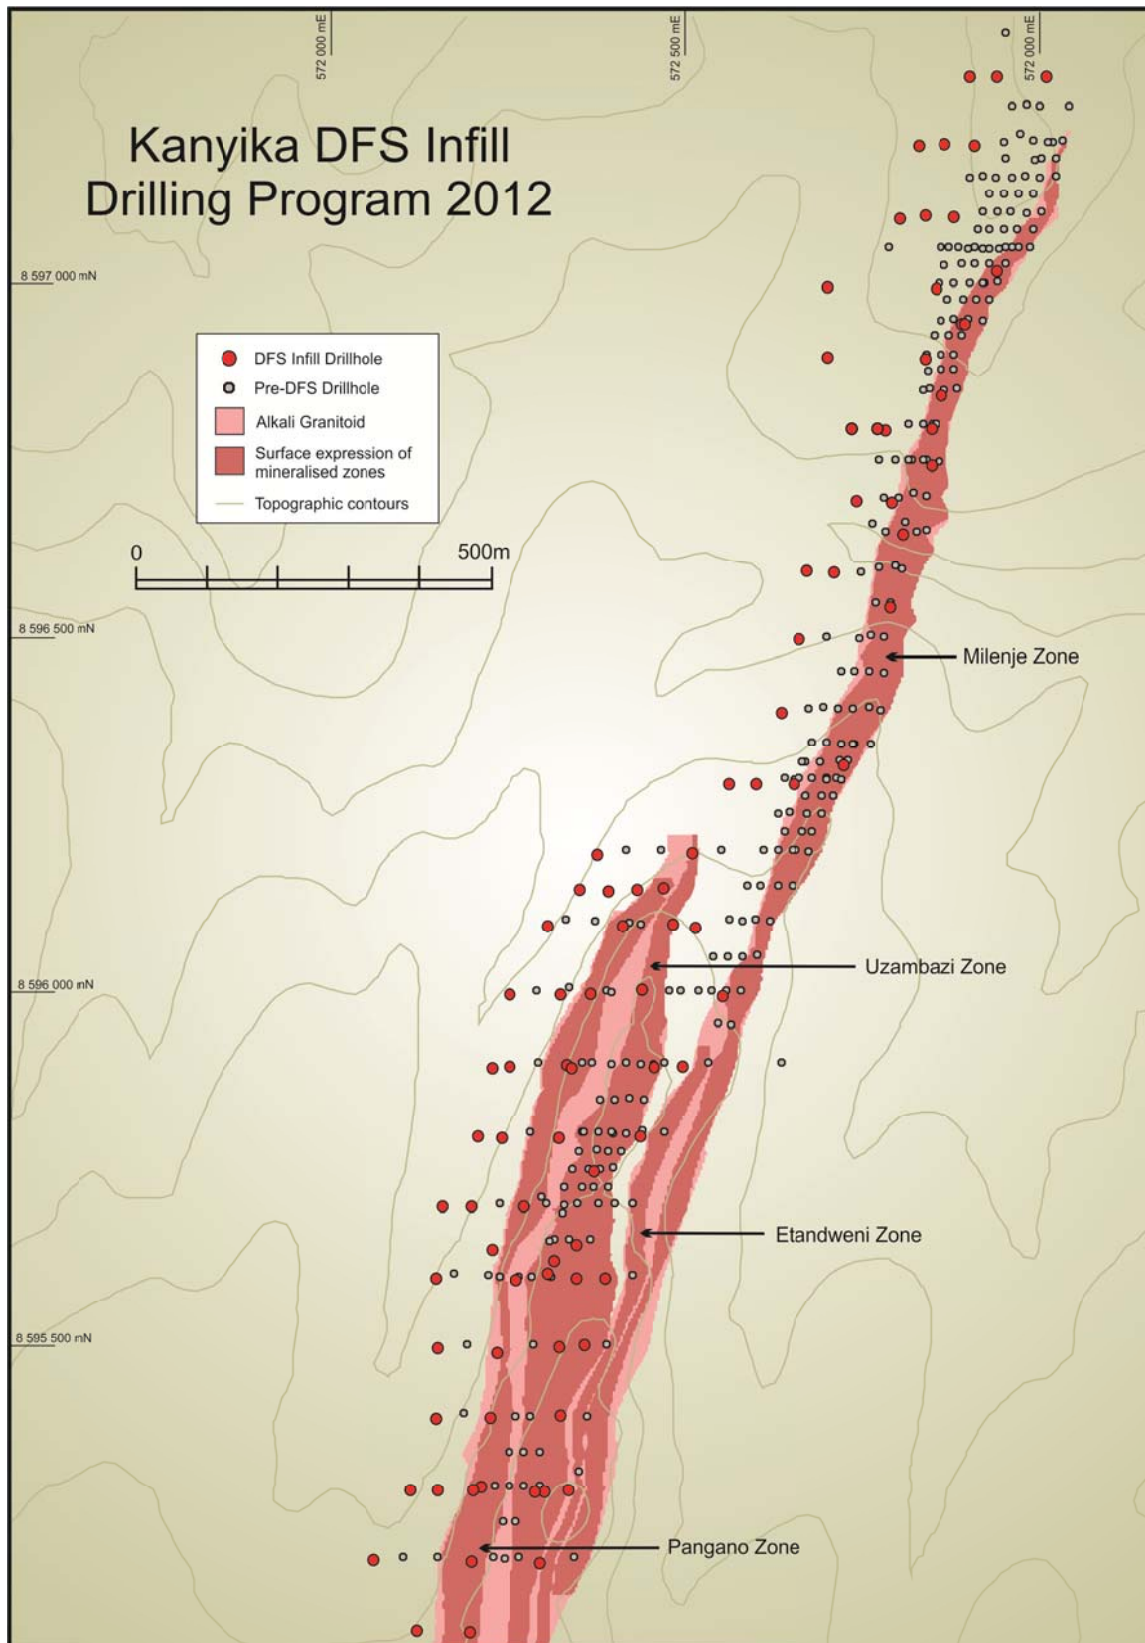 572 000 mE
572 500 mE
572 000 mE
Kanyika DFS Infill
Drilling Program 2012
8 597 000 mN
DFS Infill Drillhole
Pre-DFS Drillhole
Alkali Granitoid
Surface expression of
mineralised zones
Topographic contours
0
500m
8 596 500 mN
Milenje Zone
Uzambazi Zone
8 596 000 mN
Etandweni Zone
8 595 500 mN
Pangano Zone